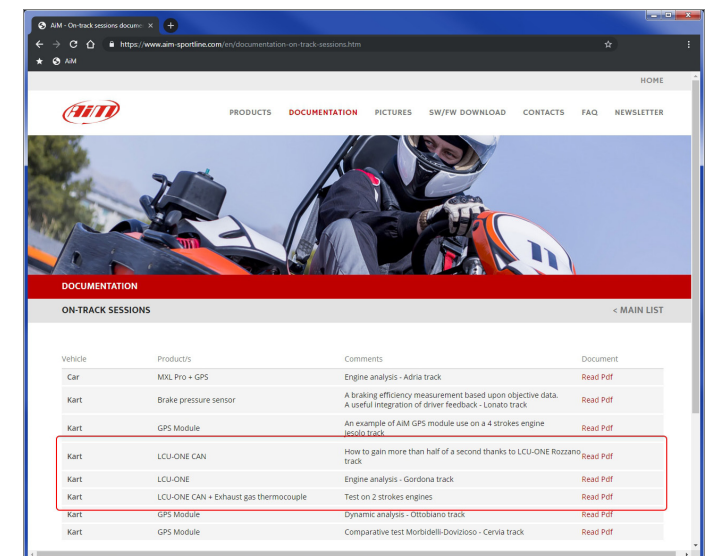 AiM - On-track sessions docume
https://www.aim-sportline.com/en/documentation-on-track-sessions.htm
AiM
HOME
AiM
PRODUCTS DOCUMENTATION PICTURES SW/FW DOWNLOAD CONTACTS FAQ NEWSLETTER
11
DOCUMENTATION
ON-TRACK SESSIONS < MAIN LIST
Vehicle Product/s Comments Document
Car MXL Pro + GPS Engine analysis - Adria track Read Pdf
Kart Brake pressure sensor A braking efficiency measurement based upon objective data. Read Pdf
A useful integration of driver feedback - Lonato track
Kart GPS Module An example of AiM GPS module use on a 4 strokes engine Read Pdf
Jesolo track
Kart LCU-ONE CAN How to gain more than half of a second thanks to LCU-ONE Rozzano Read Pdf
track
Kart LCU-ONE Engine analysis - Gordona track Read Pdf
Kart LCU-ONE CAN + Exhaust gas thermocouple Test on 2 strokes engines Read Pdf
Kart GPS Module Dynamic analysis - Ottobiano track Read Pdf
Kart GPS Module Comparative test Morbidelli-Dovizioso - Cervia track Read Pdf